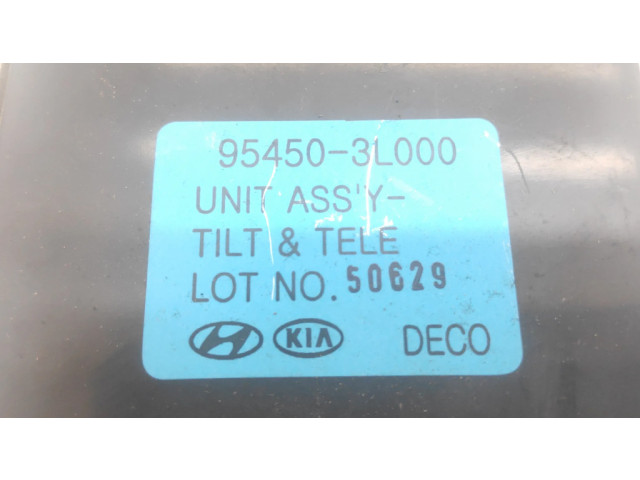 95450-3L000
UNIT ASS'Y-
TILT & TELE
LOT NO. 50629
KIA DECO